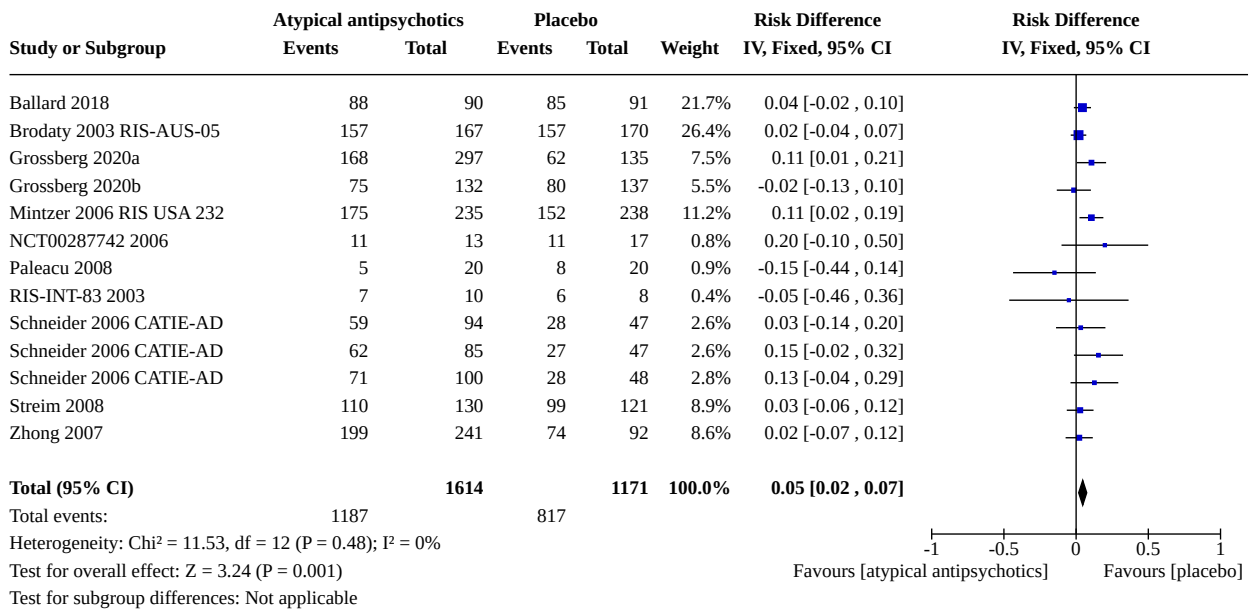 Atypical antipsychotics Placebo Risk Difference Risk Difference
Study or Subgroup Events Total Events Total Weight IV, Fixed, 95% CI IV, Fixed, 95% CI
Ballard 2018 88 90 85 91 21.7% 0.04 [-0.02 , 0.10]
Brodaty 2003 RIS-AUS-05 157 167 157 170 26.4% 0.02 [-0.04 , 0.07]
Grossberg 2020a 168 297 62 135 7.5% 0.11 [0.01 , 0.21]
Grossberg 2020b 75 132 80 137 5.5% -0.02 [-0.13 , 0.10]
Mintzer 2006 RIS USA 232 175 235 152 238 11.2% 0.11 [0.02 , 0.19]
NCT00287742 2006 11 13 11 17 0.8% 0.20 [-0.10 , 0.50]
Paleacu 2008 5 20 8 20 0.9% -0.15 [-0.44 , 0.14]
RIS-INT-83 2003 7 10 6 8 0.4% -0.05 [-0.46 , 0.36]
Schneider 2006 CATIE-AD 59 94 28 47 2.6% 0.03 [-0.14 , 0.20]
Schneider 2006 CATIE-AD 62 85 27 47 2.6% 0.15 [-0.02 , 0.32]
Schneider 2006 CATIE-AD 71 100 28 48 2.8% 0.13 [-0.04 , 0.29]
Streim 2008 110 130 99 121 8.9% 0.03 [-0.06 , 0.12]
Zhong 2007 199 241 74 92 8.6% 0.02 [-0.07 , 0.12]
Total (95% CI) 1614 1171 100.0% 0.05 [0.02 , 0.07]
Total events: 1187 817
Heterogeneity: Chi² = 11.53, df = 12 (P = 0.48); I² = 0%
-1 -0.5 0 0.5 1
Test for overall effect: Z = 3.24 (P = 0.001) Favours [atypical antipsychotics] Favours [placebo]
Test for subgroup differences: Not applicable